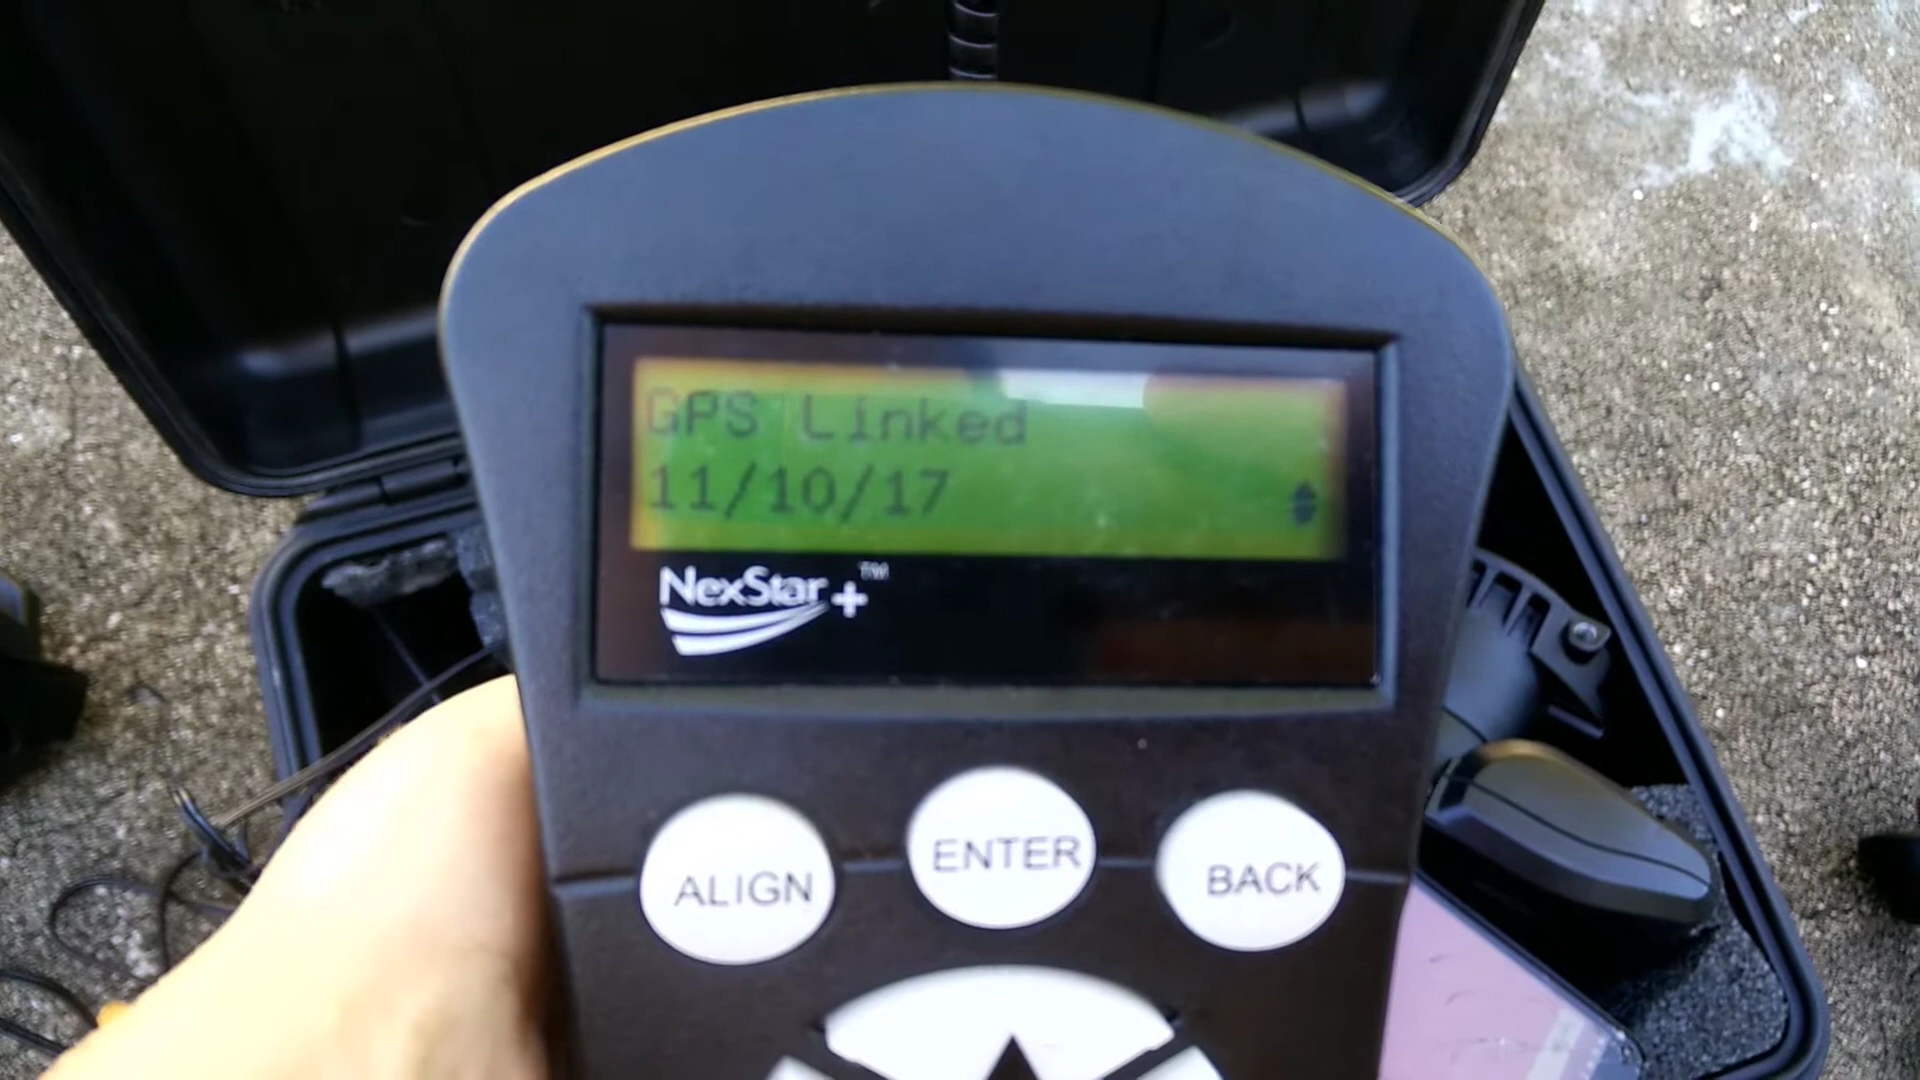 GPS Linked
11/10/17
NexStar+™
ALIGN
ENTER
BACK